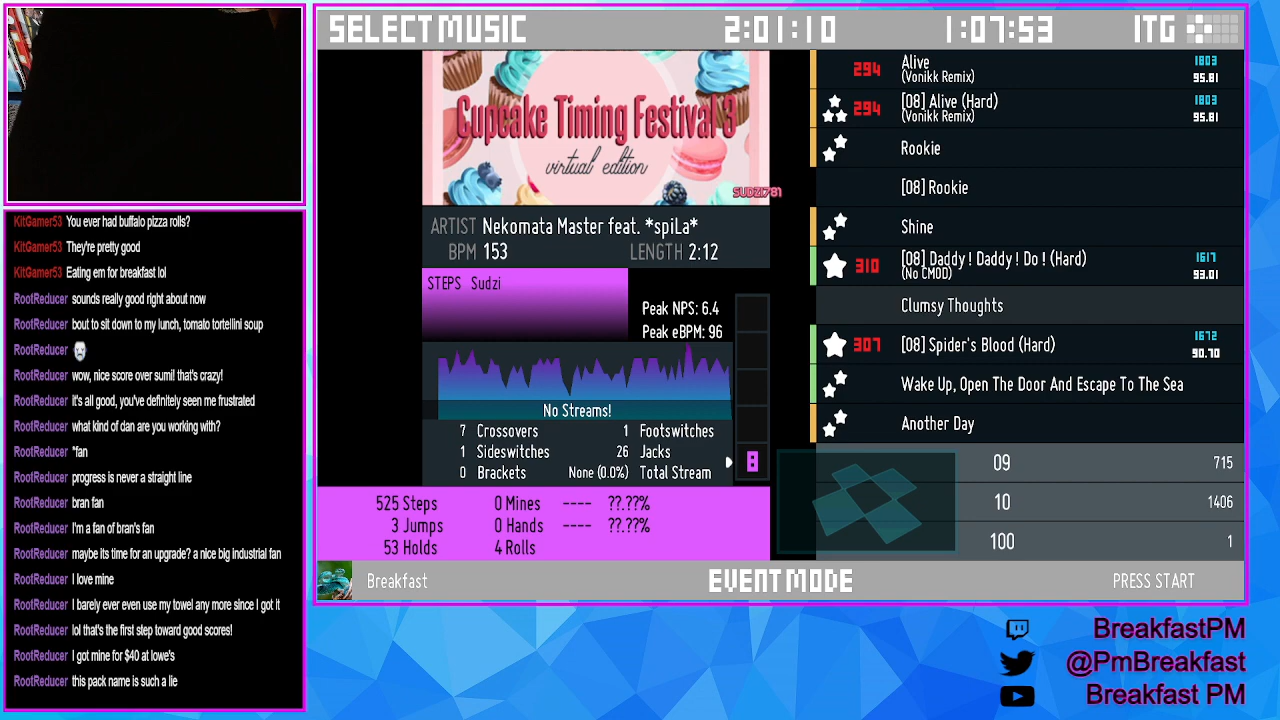 SELECT MUSIC
2:01:10
1:07:53
ITG
Cupcake Timing Festival 3
virtual edition
SUDZI781
ARTIST Nekomata Master feat. *spiLa*
BPM 153
LENGTH 2:12
STEPS Sudzi
Peak NPS: 6.4
Peak eBPM: 96
No Streams!
7 Crossovers
1 Footswitches
1 Sideswitches
26 Jacks
0 Brackets
None (0.0%) Total Stream
8
525 Steps
0 Mines
---- ??.??%
3 Jumps
0 Hands
---- ??.??%
53 Holds
4 Rolls
294
Alive
(Vonikk Remix)
1803
95.81
294
[08] Alive (Hard)
(Vonikk Remix)
1803
95.81
Rookie
[08] Rookie
Shine
310
[08] Daddy ! Daddy ! Do ! (Hard)
(No CMOD)
1617
93.01
Clumsy Thoughts
307
[08] Spider's Blood (Hard)
1672
90.70
Wake Up, Open The Door And Escape To The Sea
Another Day
09
715
10
1406
100
1
Breakfast
EVENT MODE
PRESS START
KitGamer53 You ever had buffalo pizza rolls?
KitGamer53 They're pretty good
KitGamer53 Eating em for breakfast lol
RootReducer sounds really good right about now
RootReducer bout to sit down to my lunch, tomato tortellini soup
RootReducer
RootReducer wow, nice score over sumi! that's crazy!
RootReducer it's all good, you've definitely seen me frustrated
RootReducer what kind of dan are you working with?
RootReducer *fan
RootReducer progress is never a straight line
RootReducer bran fan
RootReducer I'm a fan of bran's fan
RootReducer maybe its time for an upgrade? a nice big industrial fan
RootReducer I love mine
RootReducer I barely ever even use my towel any more since I got it
RootReducer lol that's the first step toward good scores!
RootReducer I got mine for $40 at lowe's
RootReducer this pack name is such a lie
BreakfastPM
@PmBreakfast
Breakfast PM